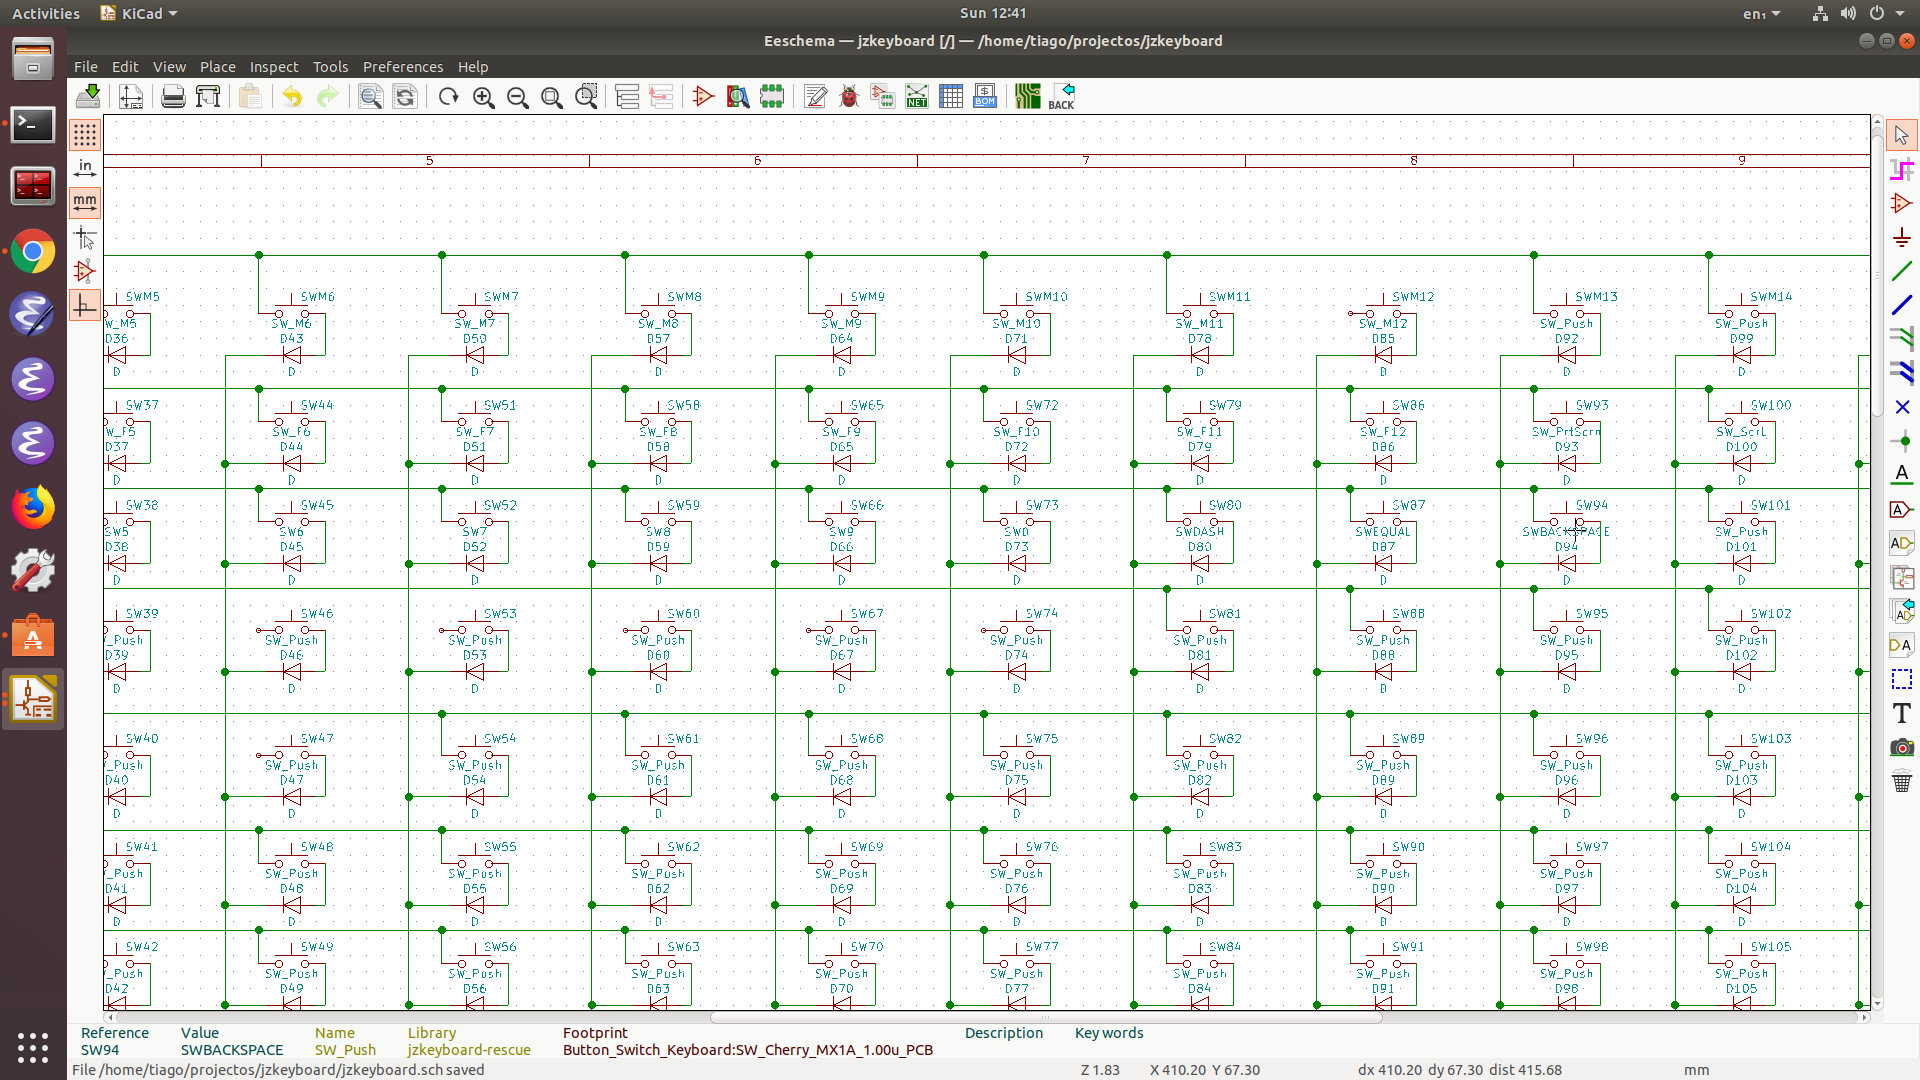 Activities KiCad Sun 12:41 en₁
Eeschema — jzkeyboard [/] — /home/tiago/projectos/jzkeyboard
File Edit View Place Inspect Tools Preferences Help
NET BOM BACK
in
mm
5 6 7 8 9
SWM5 SWM6 SWM7 SWM8 SWM9 SWM10 SWM11 SWM12 SWM13 SWM14
W_M5 SW_M6 SW_M7 SW_M8 SW_M9 SW_M10 SW_M11 SW_M12 SW_Push SW_Push
D36 D43 D50 D57 D64 D71 D78 D85 D92 D99
D D D D D D D D D D
SW37 SW44 SW51 SW58 SW65 SW72 SW79 SW86 SW93 SW100
W_F5 SW_F6 SW_F7 SW_F8 SW_F9 SW_F10 SW_F11 SW_F12 SW_PrtScrn SW_ScrL
D37 D44 D51 D58 D65 D72 D79 D86 D93 D100
D D D D D D D D D D
SW38 SW45 SW52 SW59 SW66 SW73 SW80 SW87 SW94 SW101
SW5 SW6 SW7 SW8 SW9 SW0 SWDASH SWEQUAL SWBACKSPACE SW_Push
D38 D45 D52 D59 D66 D73 D80 D87 D94 D101
D D D D D D D D D D
SW39 SW46 SW53 SW60 SW67 SW74 SW81 SW88 SW95 SW102
_Push SW_Push SW_Push SW_Push SW_Push SW_Push SW_Push SW_Push SW_Push SW_Push
D39 D46 D53 D60 D67 D74 D81 D88 D95 D102
D D D D D D D D D D
SW40 SW47 SW54 SW61 SW68 SW75 SW82 SW89 SW96 SW103
_Push SW_Push SW_Push SW_Push SW_Push SW_Push SW_Push SW_Push SW_Push SW_Push
D40 D47 D54 D61 D68 D75 D82 D89 D96 D103
D D D D D D D D D D
SW41 SW48 SW55 SW62 SW69 SW76 SW83 SW90 SW97 SW104
_Push SW_Push SW_Push SW_Push SW_Push SW_Push SW_Push SW_Push SW_Push SW_Push
D41 D48 D55 D62 D69 D76 D83 D90 D97 D104
D D D D D D D D D D
SW42 SW49 SW56 SW63 SW70 SW77 SW84 SW91 SW98 SW105
_Push SW_Push SW_Push SW_Push SW_Push SW_Push SW_Push SW_Push SW_Push SW_Push
D42 D49 D56 D63 D70 D77 D84 D91 D98 D105
Reference Value Name Library Footprint Description Key words
SW94 SWBACKSPACE SW_Push jzkeyboard-rescue Button_Switch_Keyboard:SW_Cherry_MX1A_1.00u_PCB
File /home/tiago/projectos/jzkeyboard/jzkeyboard.sch saved Z 1.83 X 410.20 Y 67.30 dx 410.20 dy 67.30 dist 415.68 mm